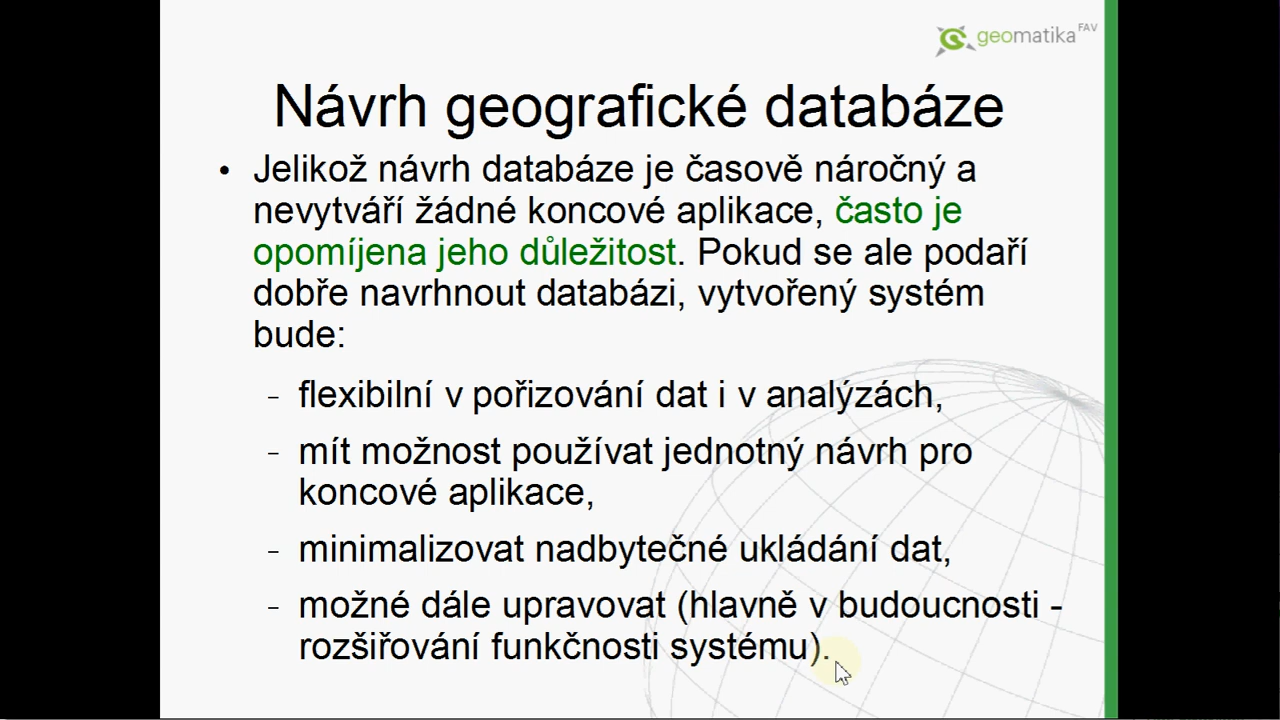 geomatika FAV
Návrh geografické databáze
• Jelikož návrh databáze je časově náročný a
nevytváří žádné koncové aplikace, často je
opomíjena jeho důležitost. Pokud se ale podaří
dobře navrhnout databázi, vytvořený systém
bude:
– flexibilní v pořizování dat i v analýzách,
– mít možnost používat jednotný návrh pro
koncové aplikace,
– minimalizovat nadbytečné ukládání dat,
– možné dále upravovat (hlavně v budoucnosti -
rozšiřování funkčnosti systému).